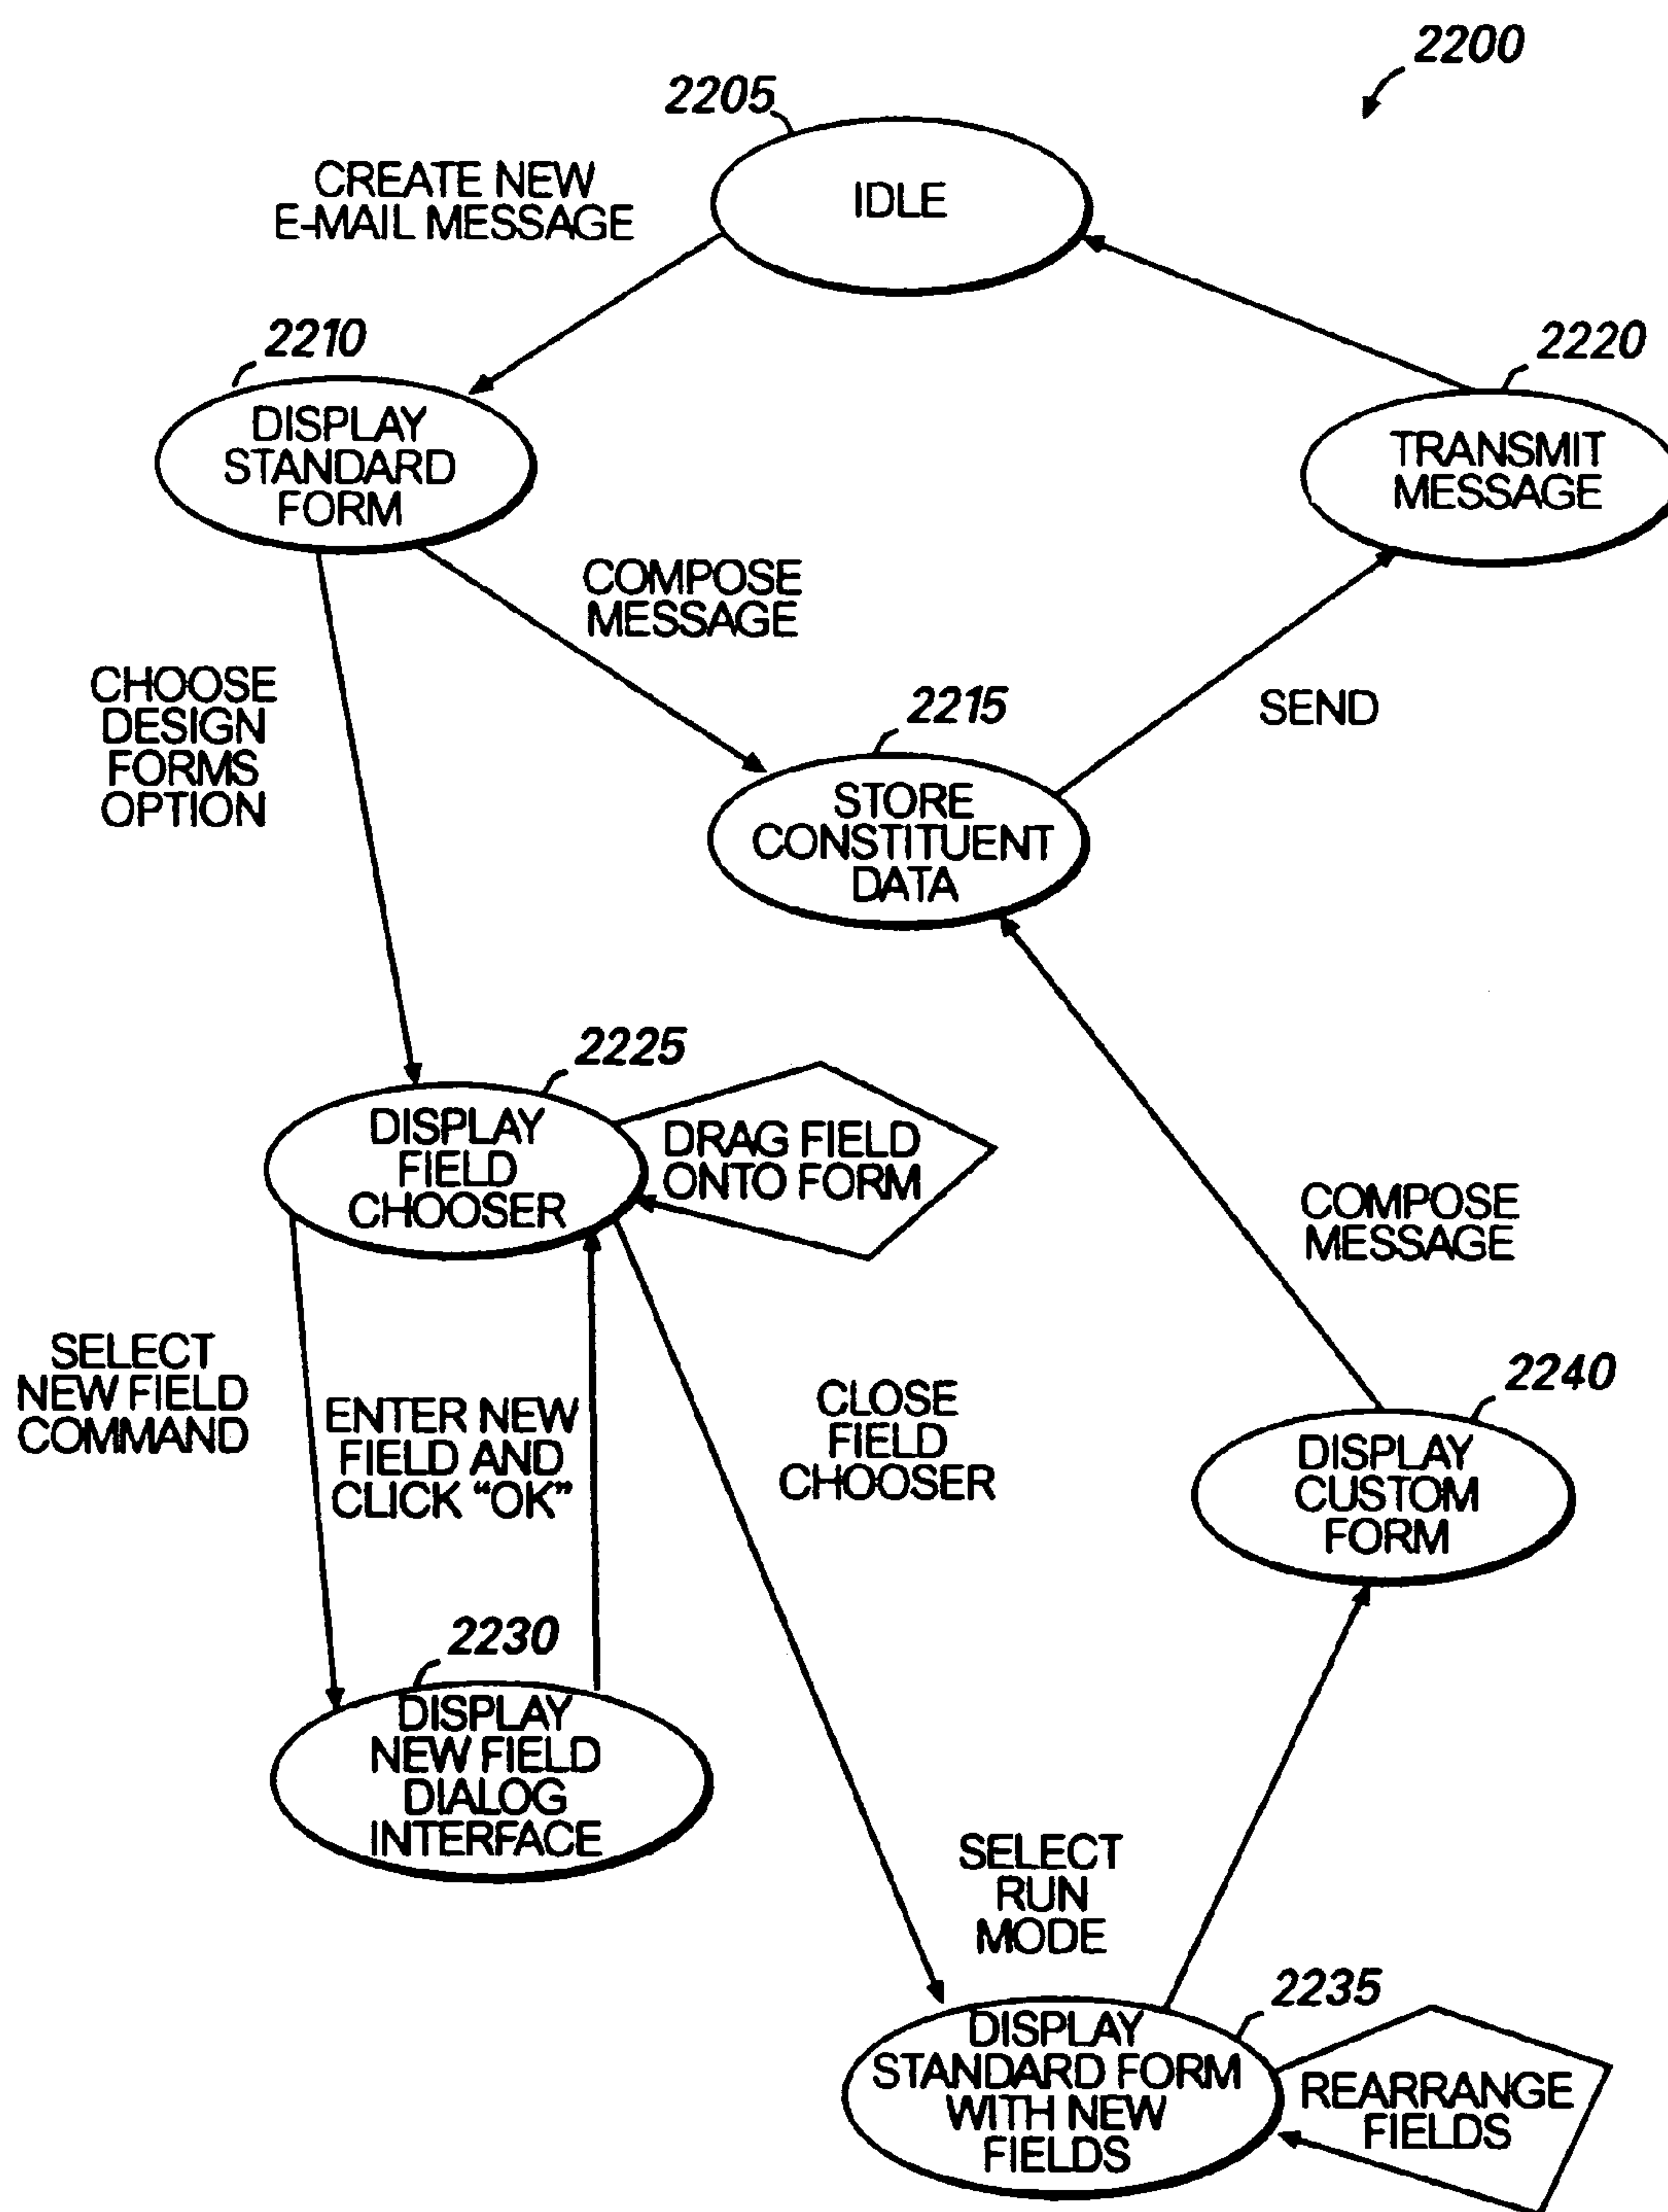 2200
2205
IDLE
CREATE NEW
E-MAIL MESSAGE
2210
DISPLAY
STANDARD
FORM
2220
TRANSMIT
MESSAGE
COMPOSE
MESSAGE
CHOOSE
DESIGN
FORMS
OPTION
2215
STORE
CONSTITUENT
DATA
SEND
2225
DISPLAY
FIELD
CHOOSER
DRAG FIELD
ONTO FORM
COMPOSE
MESSAGE
SELECT
NEW FIELD
COMMAND
ENTER NEW
FIELD AND
CLICK “OK”
CLOSE
FIELD
CHOOSER
2240
DISPLAY
CUSTOM
FORM
2230
DISPLAY
NEW FIELD
DIALOG
INTERFACE
SELECT
RUN
MODE
2235
DISPLAY
STANDARD FORM
WITH NEW
FIELDS
REARRANGE
FIELDS